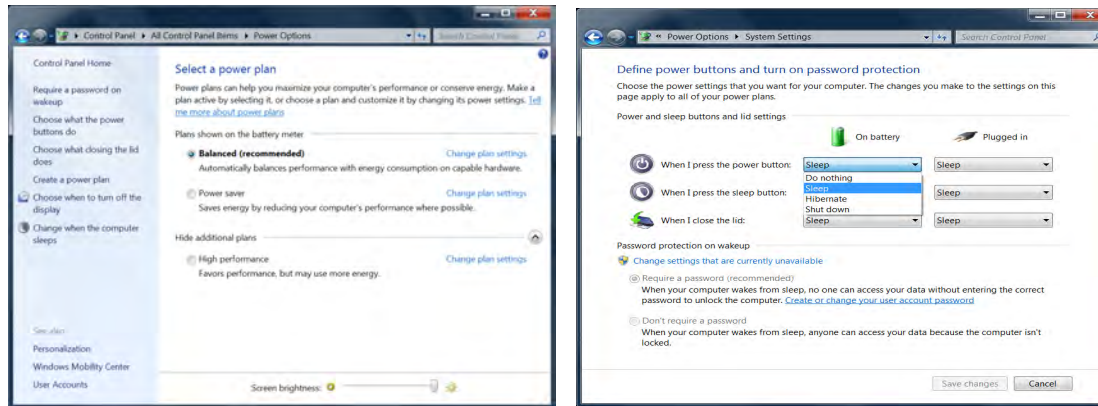 Control Panel All Control Panel Items Power Options Search Control Panel
Control Panel Home
Require a password on
wakeup
Choose what the power
buttons do
Choose what closing the lid
does
Create a power plan
Choose when to turn off the
display
Change when the computer
sleeps
See also
Personalization
Windows Mobility Center
User Accounts
Select a power plan
Power plans can help you maximize your computer's performance or conserve energy. Make a
plan active by selecting it, or choose a plan and customize it by changing its power settings. Tell
me more about power plans
Plans shown on the battery meter
Balanced (recommended) Change plan settings
Automatically balances performance with energy consumption on capable hardware.
Power saver Change plan settings
Saves energy by reducing your computer's performance where possible.
Hide additional plans
High performance Change plan settings
Favors performance, but may use more energy.
Screen brightness:
« Power Options System Settings Search Control Panel
Define power buttons and turn on password protection
Choose the power settings that you want for your computer. The changes you make to the settings on this
page apply to all of your power plans.
Power and sleep buttons and lid settings
On battery Plugged in
When I press the power button: Sleep Sleep
Do nothing
Sleep
Hibernate
Shut down
When I press the sleep button: Sleep
When I close the lid: Sleep Sleep
Password protection on wakeup
Change settings that are currently unavailable
Require a password (recommended)
When your computer wakes from sleep, no one can access your data without entering the correct
password to unlock the computer. Create or change your user account password
Don't require a password
When your computer wakes from sleep, anyone can access your data because the computer isn't
locked.
Save changes Cancel